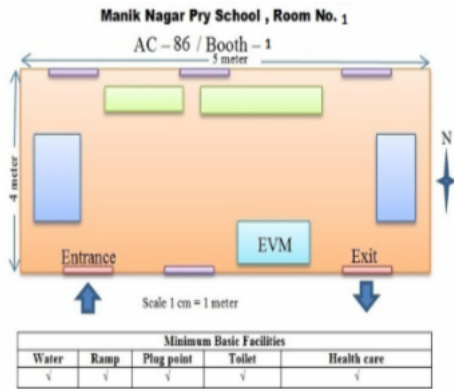 Manik Nagar Pry School , Room No. 1
AC – 86 / Booth – 1
5 meter
4 meter
N
EVM
Entrance
Exit
Scale 1 cm = 1 meter
Minimum Basic Facilities
Water Ramp Plug point Toilet Health care
√ √ √ √ √